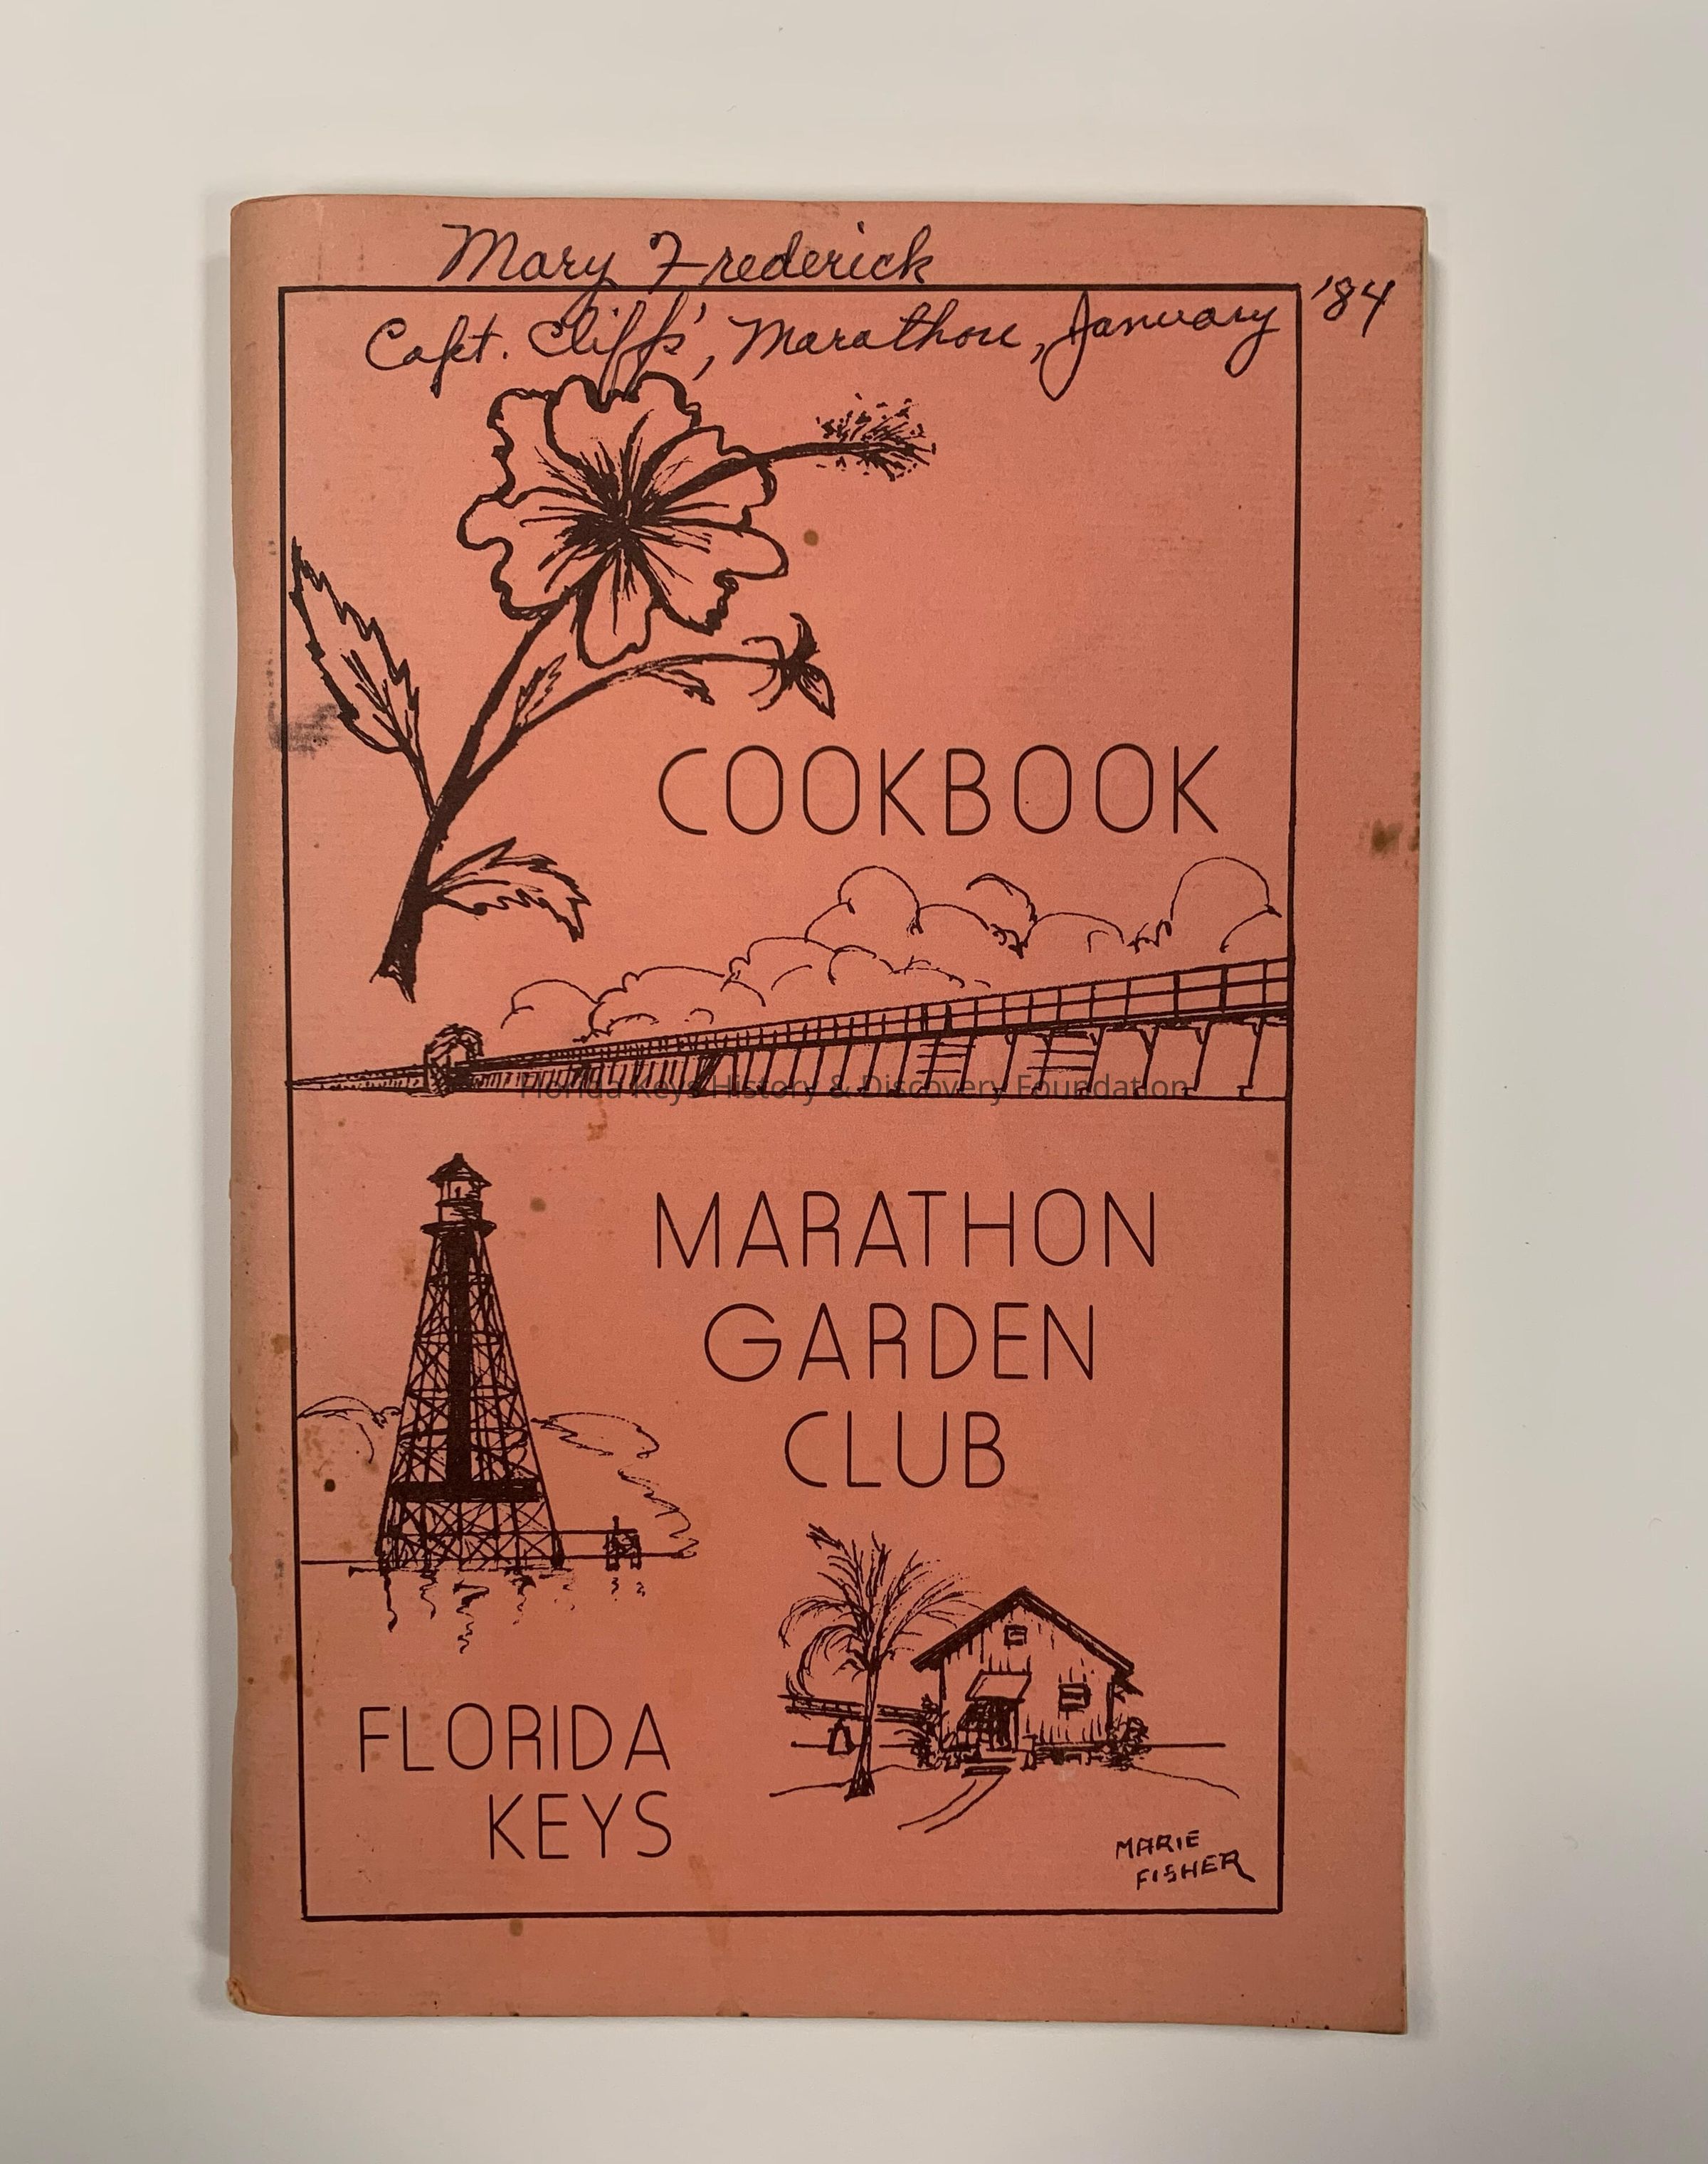 Mary Frederick
Capt. Cliffs', Marathon, January '84
COOKBOOK
Florida Keys History & Discovery Foundation
MARATHON
GARDEN
CLUB
FLORIDA
KEYS
MARIE
FISHER